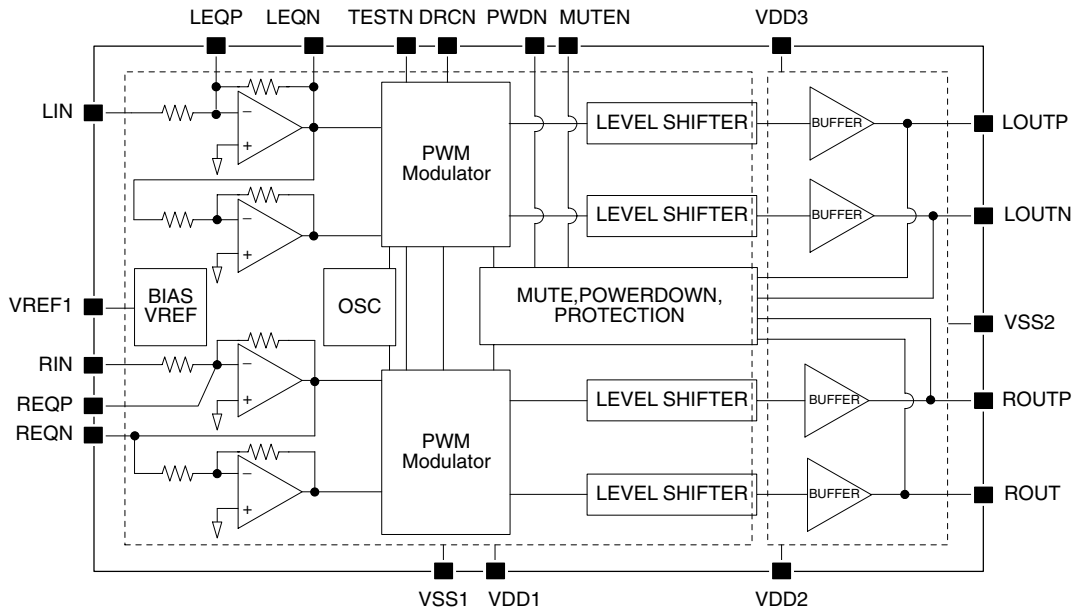 LEQP LEQN TESTN DRCN PWDN MUTEN VDD3
LIN
− +
LEVEL SHIFTER
BUFFER
LOUTP
PWM
Modulator
− +
LEVEL SHIFTER
BUFFER
LOUTN
VREF1
BIAS
VREF
OSC
MUTE,POWERDOWN,
PROTECTION
VSS2
RIN
− +
REQP
LEVEL SHIFTER
BUFFER
ROUTP
REQN
PWM
Modulator
− +
LEVEL SHIFTER
BUFFER
ROUT
VSS1 VDD1 VDD2